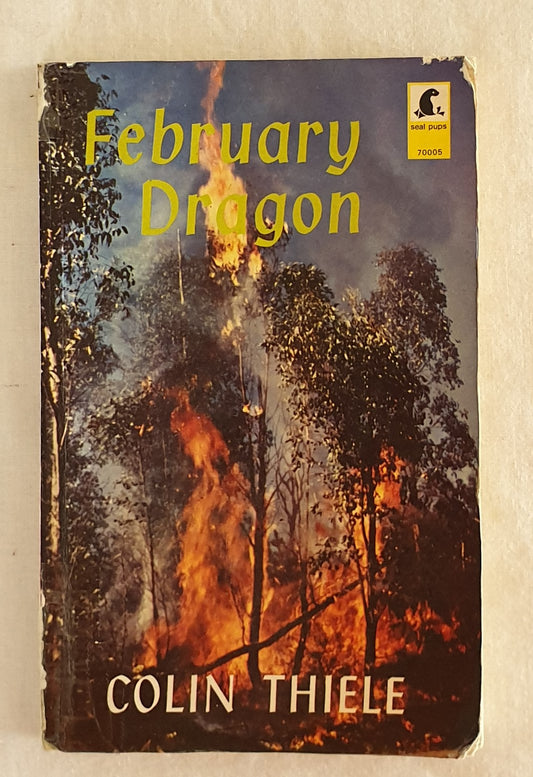 February
Dragon
seal pups
70005
COLIN THIELE